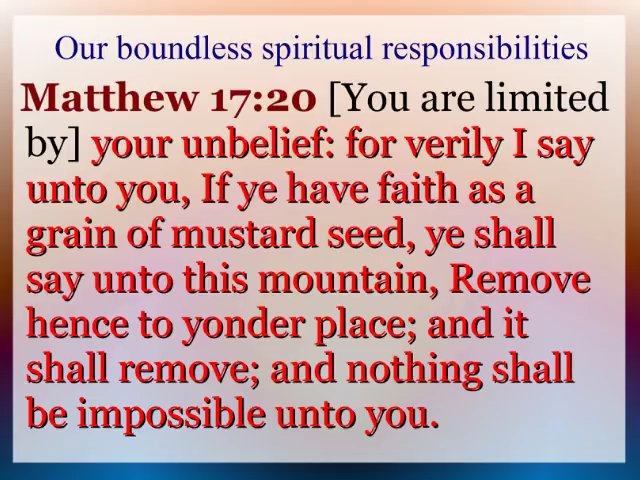 Our boundless spiritual responsibilities
Matthew 17:20 [You are limited
by] your unbelief: for verily I say
unto you, If ye have faith as a
grain of mustard seed, ye shall
say unto this mountain, Remove
hence to yonder place; and it
shall remove; and nothing shall
be impossible unto you.